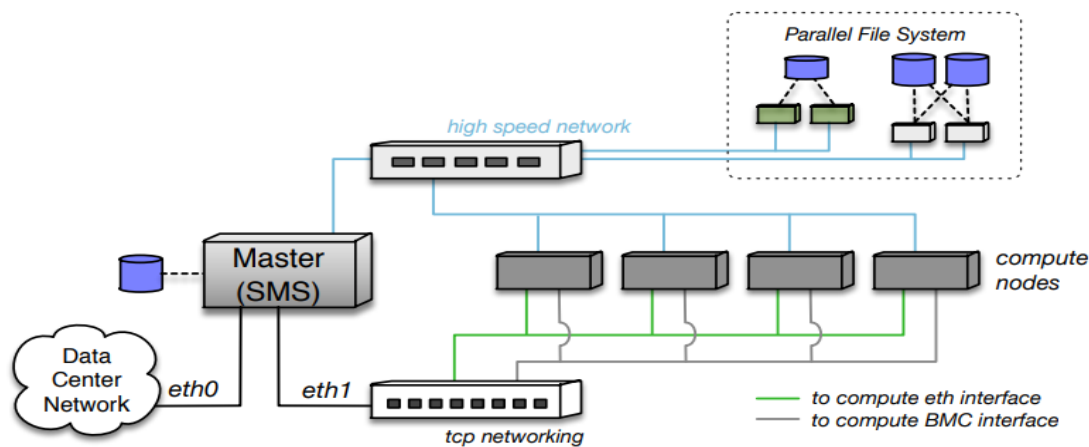 Parallel File System
high speed network
Master
(SMS)
compute
nodes
Data
Center
Network
eth0
eth1
tcp networking
to compute eth interface
to compute BMC interface